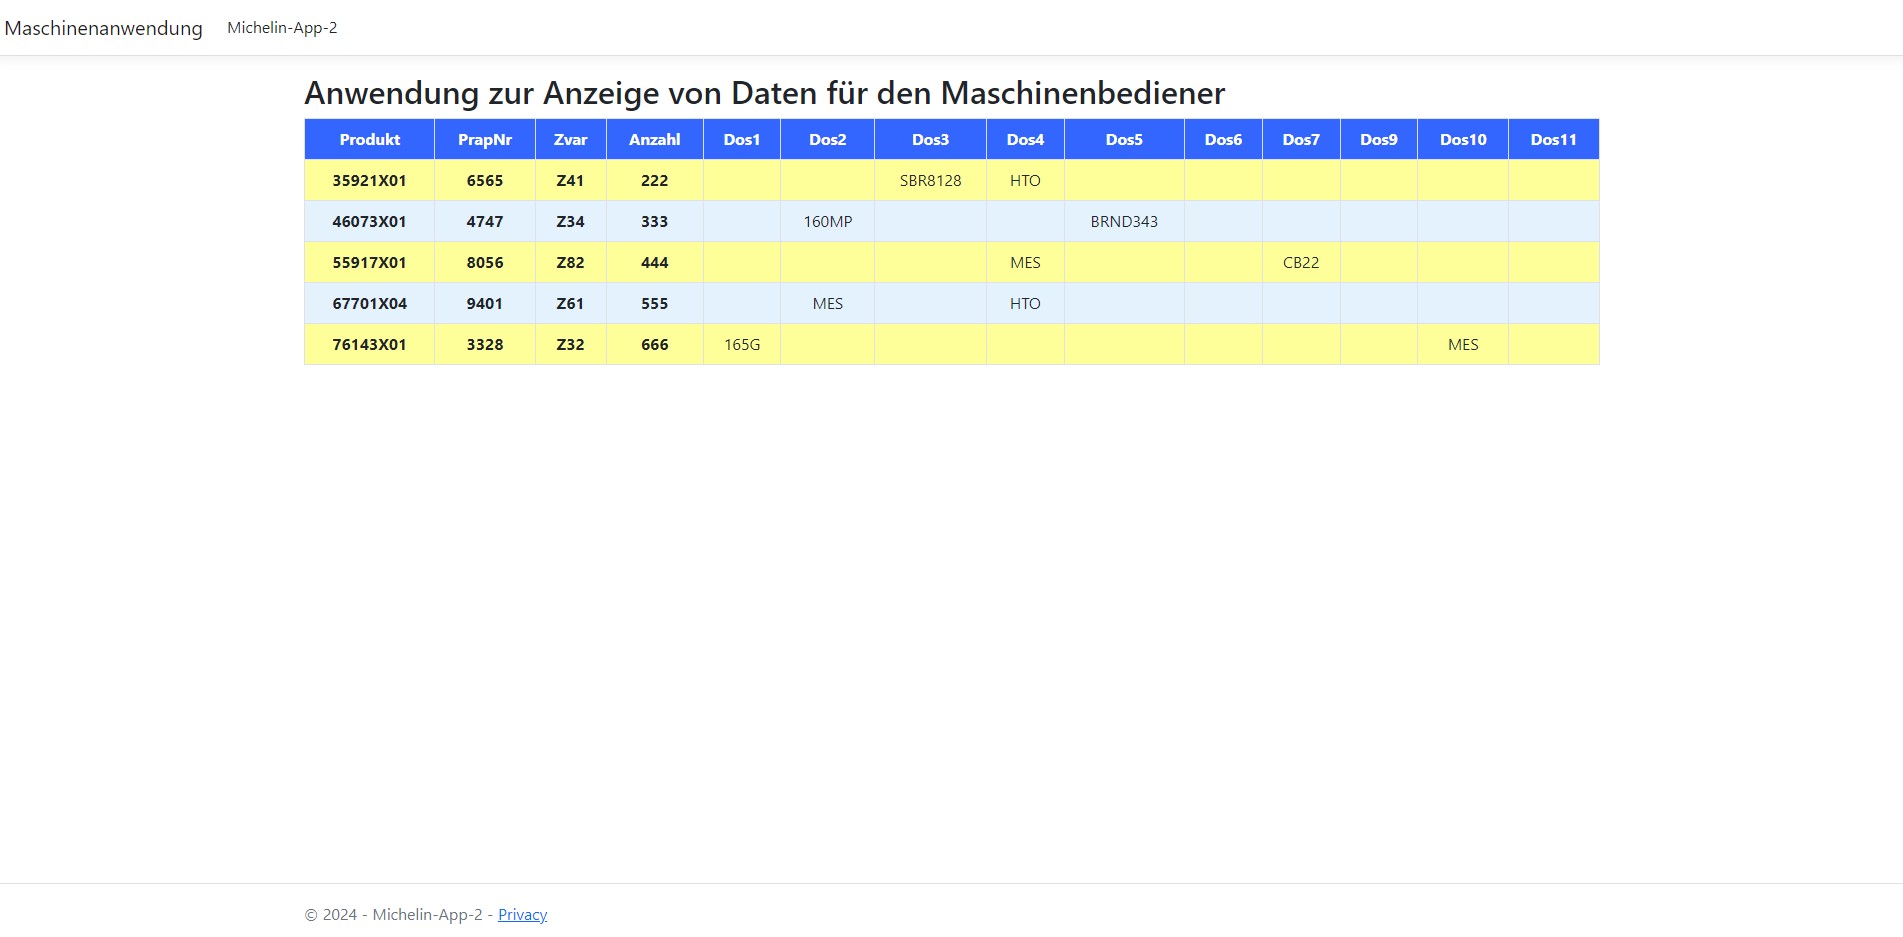 Maschinenanwendung Michelin-App-2
Anwendung zur Anzeige von Daten für den Maschinenbediener
Produkt PrapNr Zvar Anzahl Dos1 Dos2 Dos3 Dos4 Dos5 Dos6 Dos7 Dos9 Dos10 Dos11
35921X01 6565 Z41 222 SBR8128 HTO
46073X01 4747 Z34 333 160MP BRND343
55917X01 8056 Z82 444 MES CB22
67701X04 9401 Z61 555 MES HTO
76143X01 3328 Z32 666 165G MES
© 2024 - Michelin-App-2 - Privacy